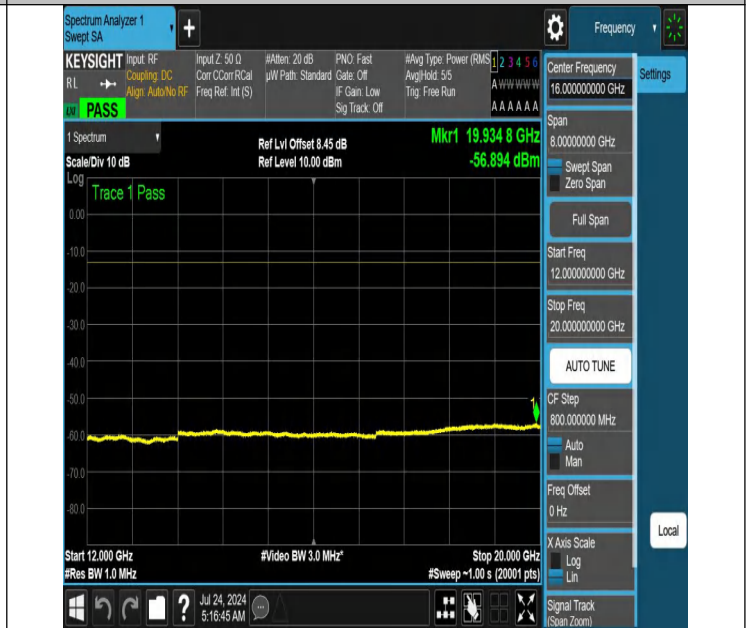 Spectrum Analyzer 1
Swept SA
+
Frequency
KEYSIGHT
RL
PASS
Input: RF
Coupling: DC
Align: Auto/No RF
Input Z: 50 Ω
Corr CCorr RCal
Freq Ref: Int (S)
#Atten: 20 dB
µW Path: Standard
PNO: Fast
Gate: Off
IF Gain: Low
Sig Track: Off
#Avg Type: Power (RMS
Avg|Hold: 5/5
Trig: Free Run
1 2 3 4 5 6
A W W W W W
A A A A A A
1 Spectrum
Scale/Div 10 dB
Log
Ref Lvl Offset 8.45 dB
Ref Level 10.00 dBm
Mkr1 19.934 8 GHz
-56.894 dBm
Trace 1 Pass
0.00
-10.0
-20.0
-30.0
-40.0
-50.0
-60.0
-70.0
-80.0
1
Start 12.000 GHz
#Res BW 1.0 MHz
#Video BW 3.0 MHz*
Stop 20.000 GHz
#Sweep ~1.00 s (20001 pts)
Jul 24, 2024
5:16:45 AM
?
Center Frequency
16.000000000 GHz
Settings
Span
8.00000000 GHz
Swept Span
Zero Span
Full Span
Start Freq
12.000000000 GHz
Stop Freq
20.000000000 GHz
AUTO TUNE
CF Step
800.000000 MHz
Auto
Man
Freq Offset
0 Hz
X Axis Scale
Log
Lin
Local
Signal Track
(Span Zoom)